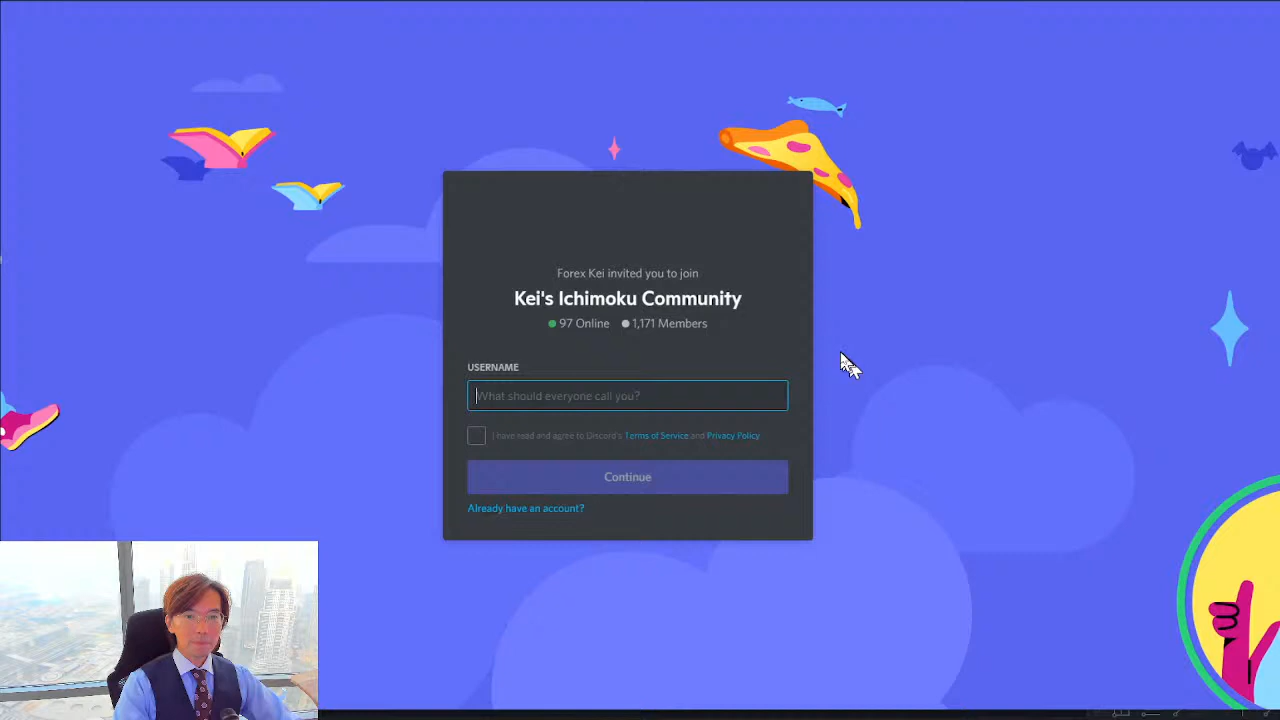 Forex Kei invited you to join
Kei's Ichimoku Community
97 Online 1,171 Members
USERNAME
What should everyone call you?
I have read and agree to Discord's Terms of Service and Privacy Policy
Continue
Already have an account?